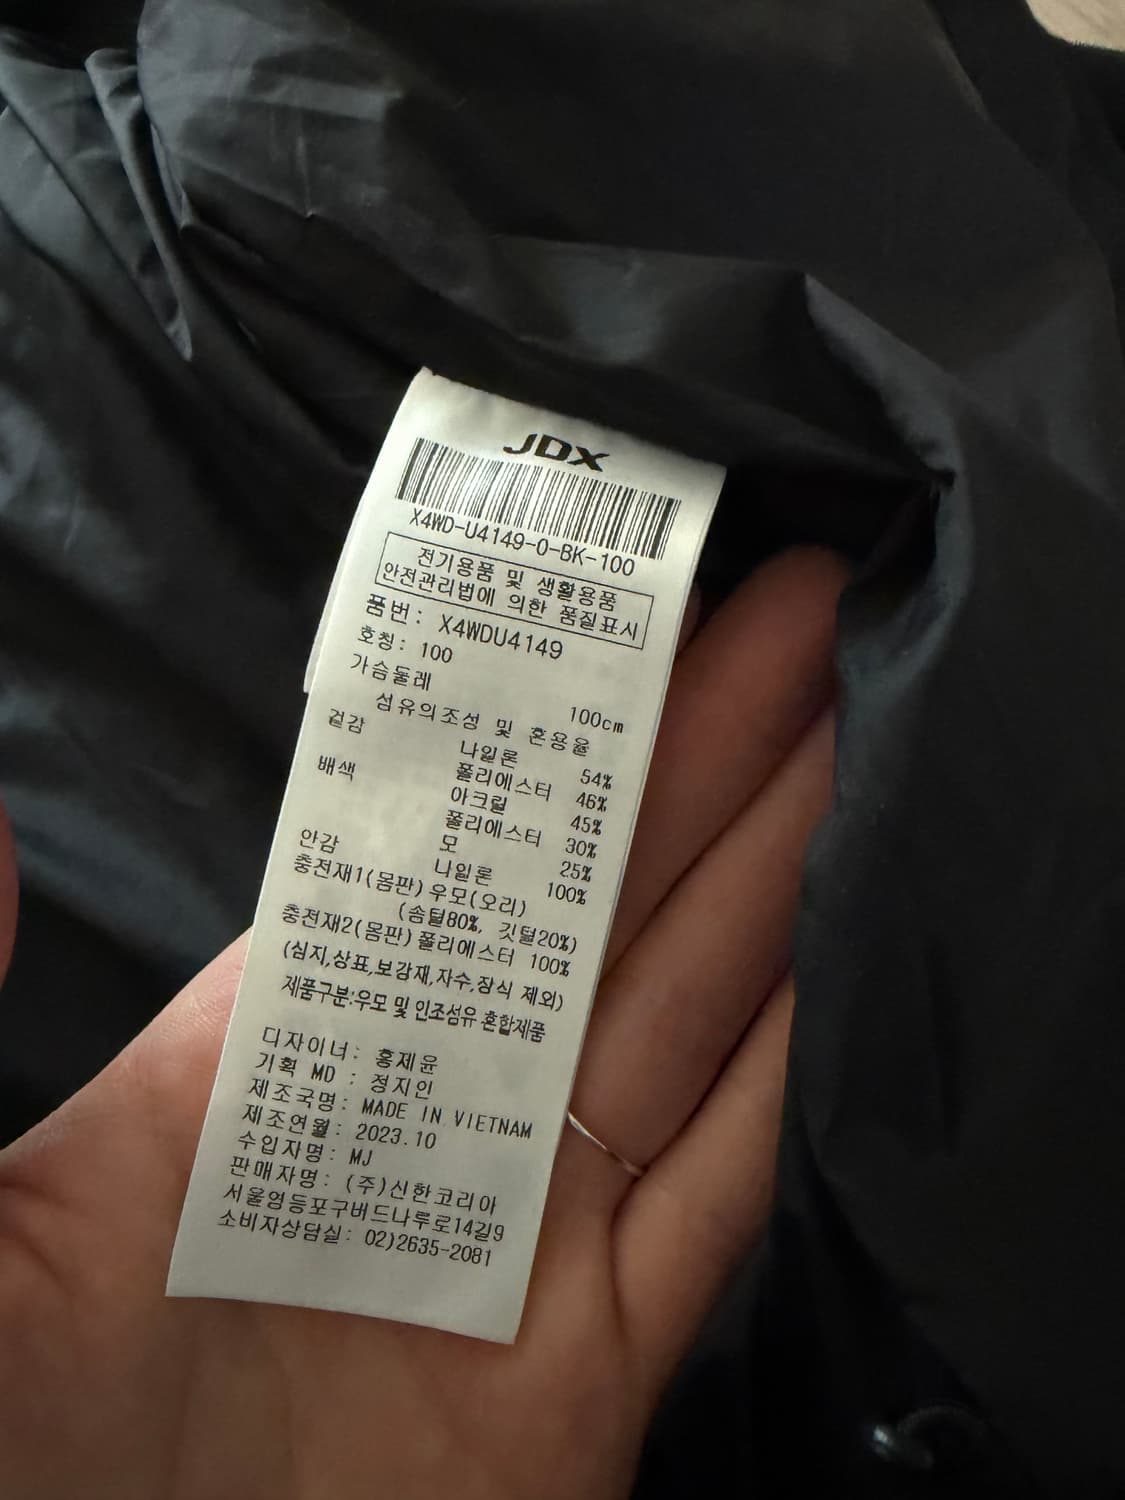 JDX
X4WD-U4149-0-BK-100
전기용품 및 생활용품
안전관리법에 의한 품질표시
품번: X4WDU4149
호칭: 100
가슴둘레 100cm
섬유의조성 및 혼용율
겉감 나일론 54%
폴리에스터 46%
배색 아크릴 45%
폴리에스터 30%
모 25%
안감 나일론 100%
충전재1(몸판) 우모(오리)
(솜털80%, 깃털20%)
충전재2(몸판) 폴리에스터 100%
(심지,상표,보강재,자수,장식 제외)
제품구분:우모 및 인조섬유 혼합제품
디자이너: 홍제윤
기획 MD : 정지인
제조국명: MADE IN VIETNAM
제조연월: 2023.10
수입자명: MJ
판매자명: (주)신한코리아
서울영등포구버드나루로14길9
소비자상담실: 02)2635-2081